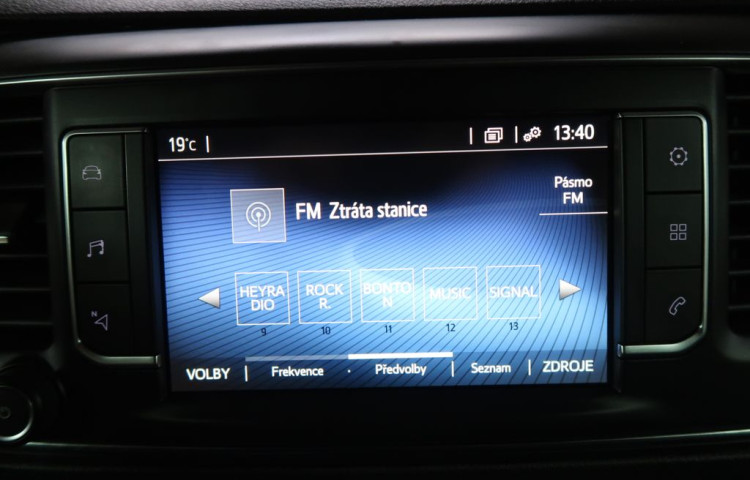 19°c
13:40
Pásmo
FM
FM Ztráta stanice
HEYRA
DIO
ROCK
R.
BONTO
N
MUSIC
SIGNAL
9
10
11
12
13
VOLBY
Frekvence
Předvolby
Seznam
ZDROJE
N